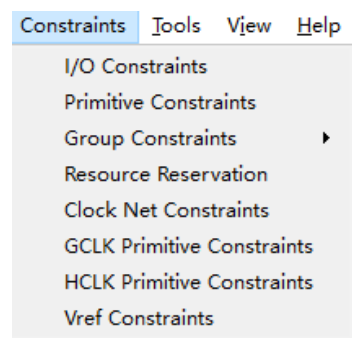 Constraints Tools View Help
I/O Constraints
Primitive Constraints
Group Constraints
Resource Reservation
Clock Net Constraints
GCLK Primitive Constraints
HCLK Primitive Constraints
Vref Constraints